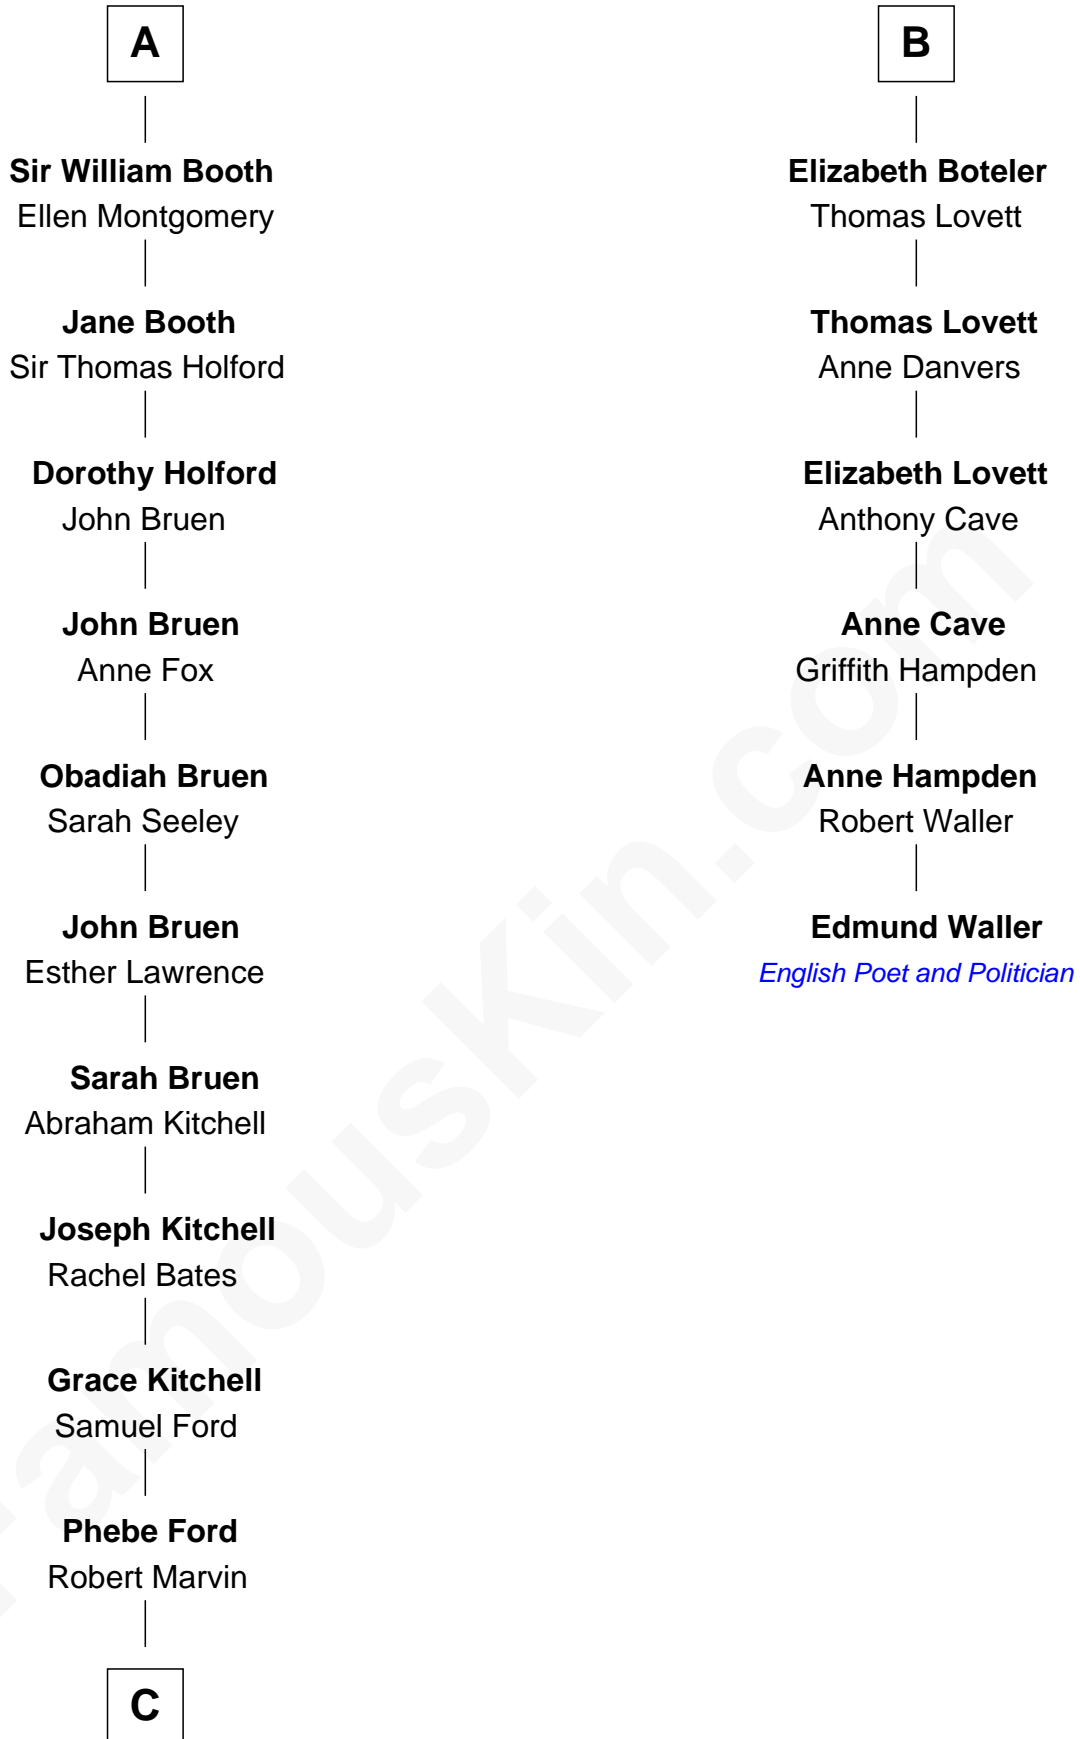 A
Sir William Booth
Ellen Montgomery
Jane Booth
Sir Thomas Holford
Dorothy Holford
John Bruen
John Bruen
Anne Fox
Obadiah Bruen
Sarah Seeley
John Bruen
Esther Lawrence
Sarah Bruen
Abraham Kitchell
Joseph Kitchell
Rachel Bates
Grace Kitchell
Samuel Ford
Phebe Ford
Robert Marvin
C
B
Elizabeth Boteler
Thomas Lovett
Thomas Lovett
Anne Danvers
Elizabeth Lovett
Anthony Cave
Anne Cave
Griffith Hampden
Anne Hampden
Robert Waller
Edmund Waller
English Poet and Politician
FamousKin.com